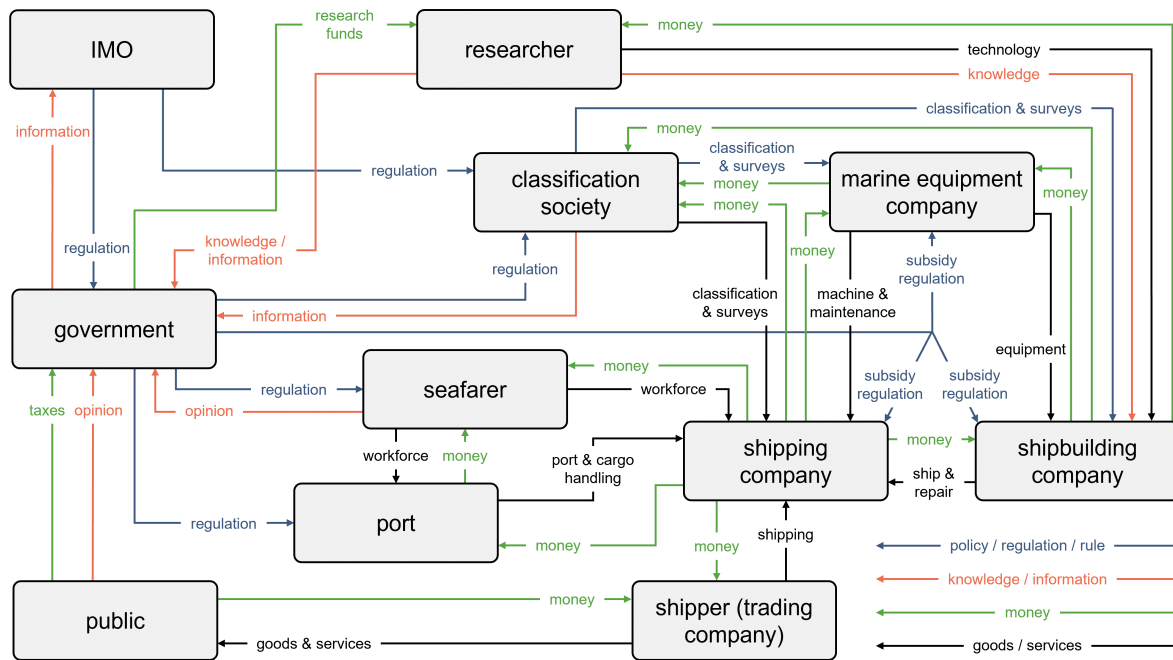 research
funds
money
IMO
researcher
technology
knowledge
classification & surveys
information
money
classification
& surveys
regulation
classification
society
marine equipment
company
money
money
money
knowledge /
information
regulation
money
regulation
subsidy
regulation
classification
& surveys
machine &
maintenance
government
information
equipment
seafarer
money
regulation
workforce
subsidy
regulation
subsidy
regulation
taxes
opinion
opinion
shipping
company
money
shipbuilding
company
workforce
money
port & cargo
handling
ship &
repair
regulation
port
money
money
shipping
policy / regulation / rule
knowledge / information
public
money
shipper (trading
company)
money
goods & services
goods / services